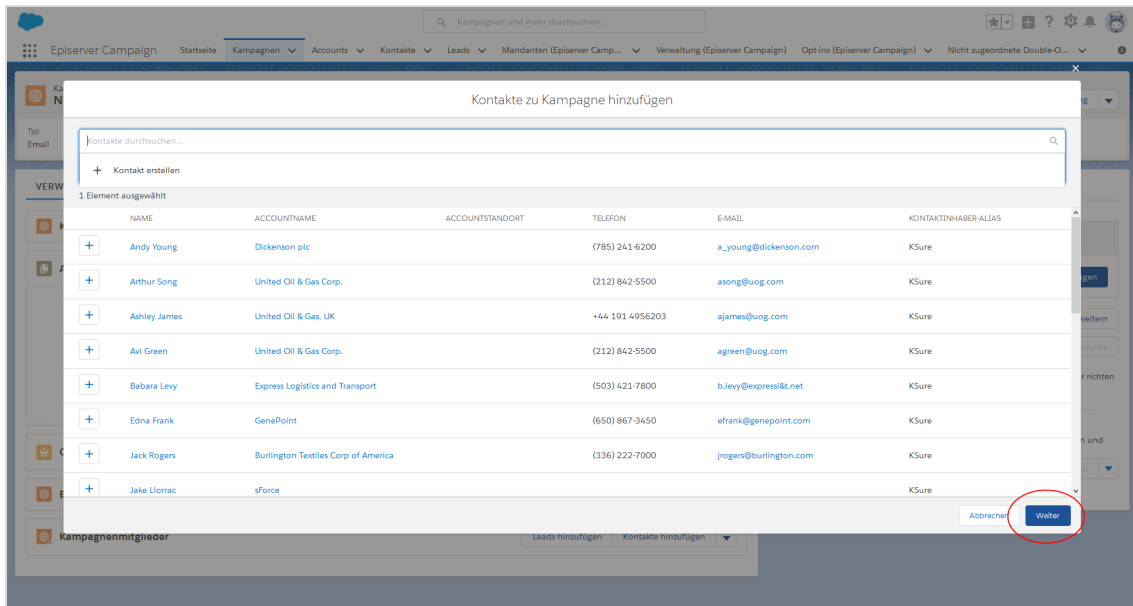 Kampagnen und mehr durchsuchen...
Episerver Campaign Startseite Kampagnen Accounts Kontakte Leads Mandanten (Episerver Camp... Verwaltung (Episerver Campaign) Opt-ins (Episerver Campaign) Nicht zugeordnete Double-O...
Ka
N
Kontakte zu Kampagne hinzufügen
Typ
Email
Kontakte durchsuchen...
+ Kontakt erstellen
VERW
1 Element ausgewählt
NAME ACCOUNTNAME ACCOUNTSTANDORT TELEFON E-MAIL KONTAKTINHABER-ALIAS
+ Andy Young Dickenson plc (785) 241-6200 a_young@dickenson.com KSure
+ Arthur Song United Oil & Gas Corp. (212) 842-5500 asong@uog.com KSure
gen
+ Ashley James United Oil & Gas, UK +44 191 4956203 ajames@uog.com KSure
weitern
+ Avi Green United Oil & Gas Corp. (212) 842-5500 agreen@uog.com KSure
+ Babara Levy Express Logistics and Transport (503) 421-7800 b.levy@expressl&t.net KSure
r richten
+ Edna Frank GenePoint (650) 867-3450 efrank@genepoint.com KSure
n und
+ Jack Rogers Burlington Textiles Corp of America (336) 222-7000 jrogers@burlington.com KSure
+ Jake Llorrac sForce KSure
Abbrechen Weiter
Kampagnenmitglieder Leads hinzufügen Kontakte hinzufügen